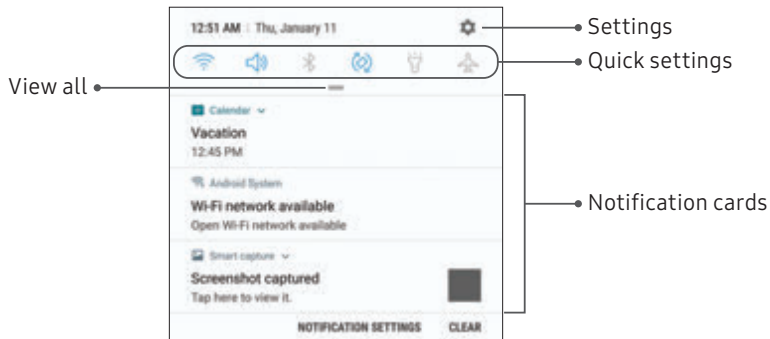 12:51 AM | Thu, January 11
Settings
Quick settings
View all
Calendar
Vacation
12:45 PM
Android System
Wi-Fi network available
Open Wi-Fi network available
Notification cards
Smart capture
Screenshot captured
Tap here to view it.
NOTIFICATION SETTINGS CLEAR